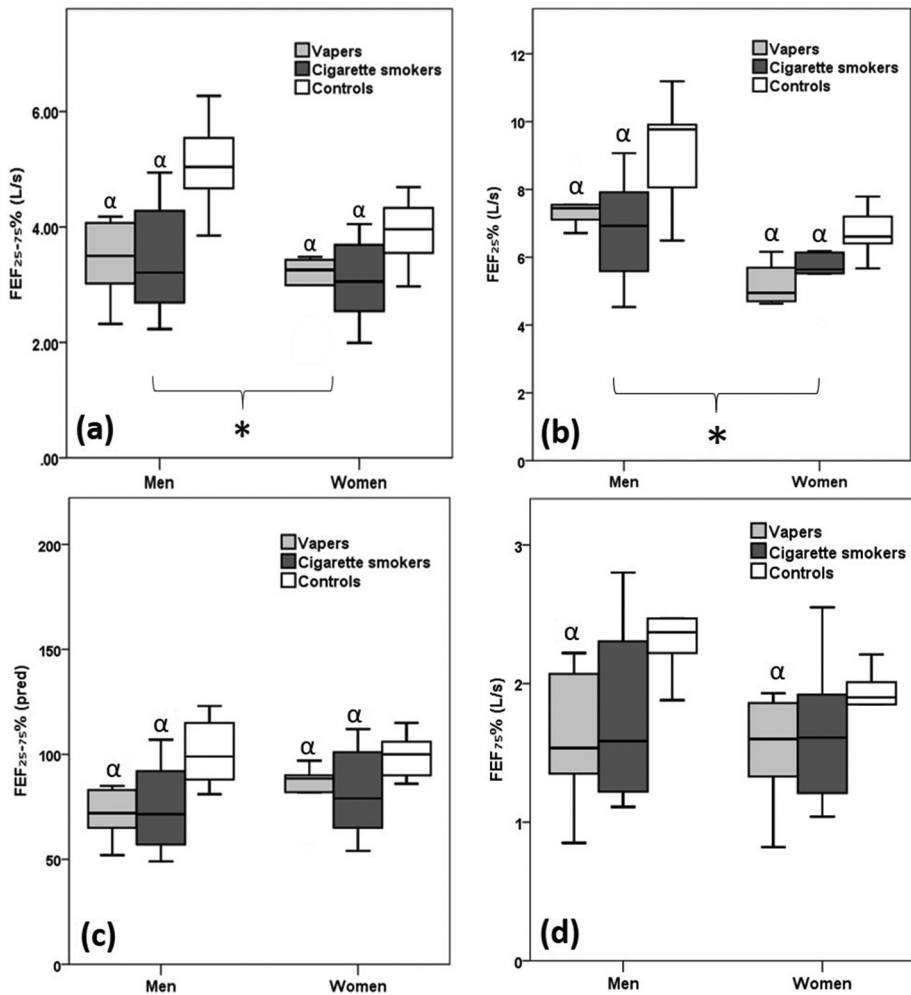 Vapers
Cigarette smokers
Controls
6.00
4.00
2.00
.00
FEF₂₅₋₇₅% (L/s)
α α α α
*
(a)
Men Women
Vapers
Cigarette smokers
Controls
12
10
8
6
4
2
0
FEF₂₅% (L/s)
α α α α
*
(b)
Men Women
Vapers
Cigarette smokers
Controls
200
150
100
50
0
FEF₂₅₋₇₅% (pred)
α α α α
(c)
Men Women
Vapers
Cigarette smokers
Controls
3
2
1
0
FEF₇₅% (L/s)
α α
(d)
Men Women